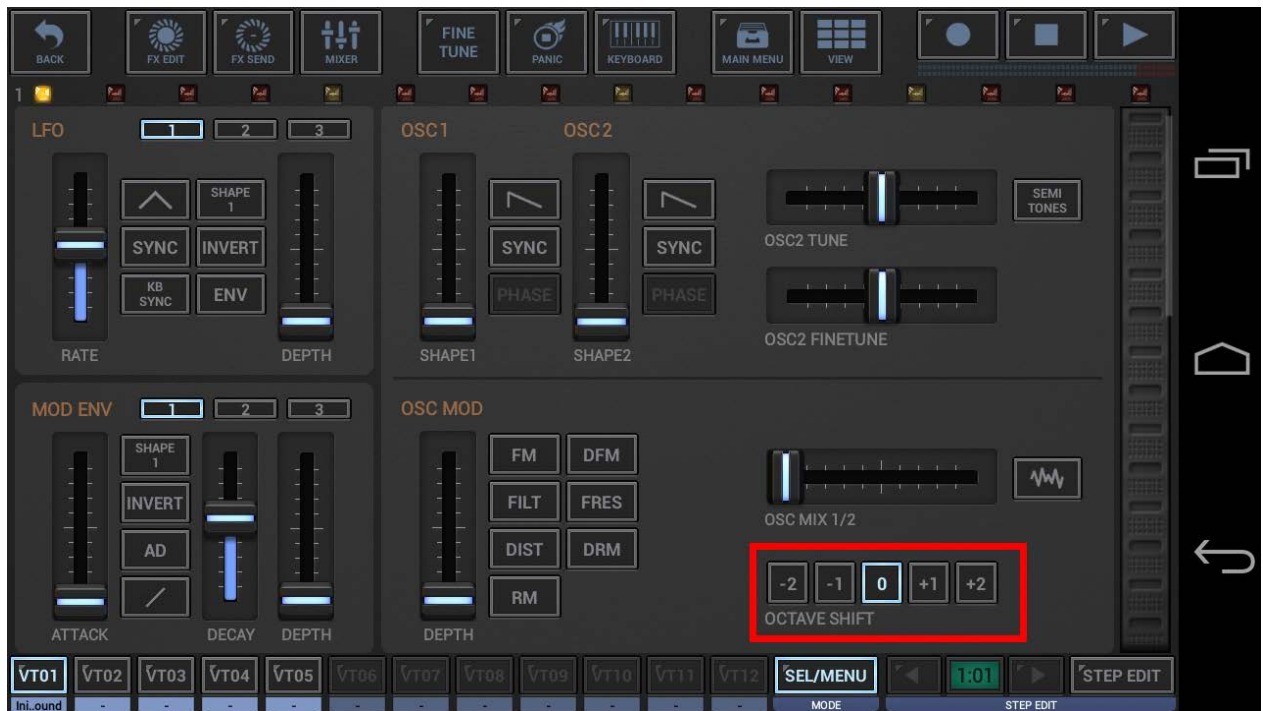 BACK
FX EDIT
FX SEND
MIXER
FINE
TUNE
PANIC
KEYBOARD
MAIN MENU
VIEW
1
LFO
1
2
3
SHAPE
1
SYNC
INVERT
KB
SYNC
ENV
RATE
DEPTH
OSC1
OSC2
SYNC
SYNC
PHASE
PHASE
SHAPE1
SHAPE2
OSC2 TUNE
SEMI
TONES
OSC2 FINETUNE
MOD ENV
1
2
3
SHAPE
1
INVERT
AD
ATTACK
DECAY
DEPTH
OSC MOD
FM
DFM
FILT
FRES
DIST
DRM
RM
DEPTH
OSC MIX 1/2
-2
-1
0
+1
+2
OCTAVE SHIFT
VT01
VT02
VT03
VT04
VT05
VT06
VT07
VT08
VT09
VT10
VT11
VT12
SEL/MENU
1:01
STEP EDIT
Ini..ound
-
-
-
-
-
-
-
-
-
-
-
MODE
STEP EDIT